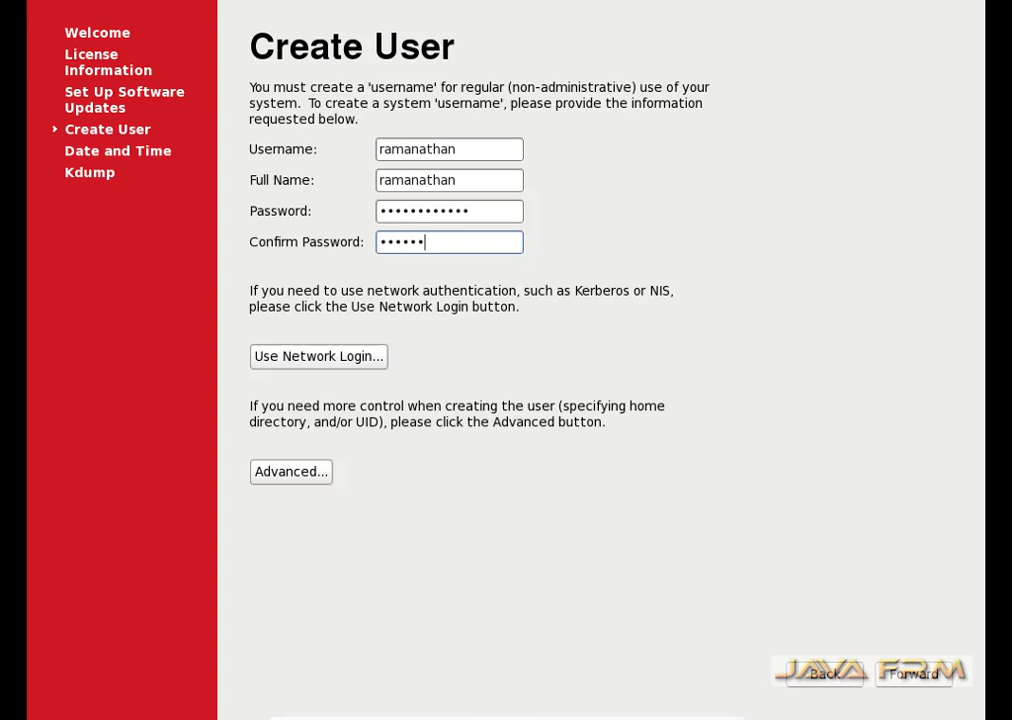 Welcome
License
Information
Set Up Software
Updates
Create User
Date and Time
Kdump
Create User
You must create a 'username' for regular (non-administrative) use of your
system. To create a system 'username', please provide the information
requested below.
Username: ramanathan
Full Name: ramanathan
Password: ••••••••••••
Confirm Password: ••••••
If you need to use network authentication, such as Kerberos or NIS,
please click the Use Network Login button.
Use Network Login...
If you need more control when creating the user (specifying home
directory, and/or UID), please click the Advanced button.
Advanced...
JAVA FRM
Back Forward